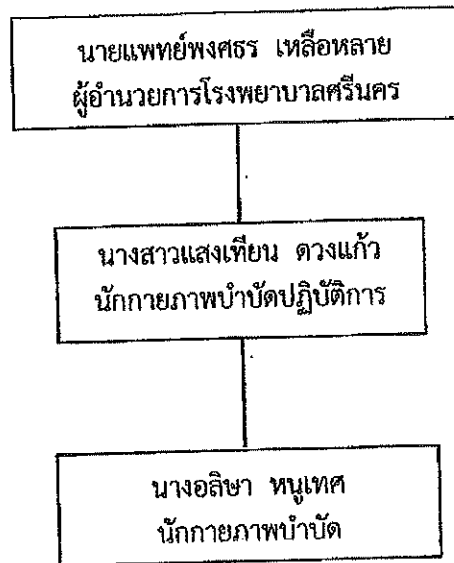 นายแพทย์พงศธร เหลือหลาย
ผู้อำนวยการโรงพยาบาลศรีนคร
นางสาวแสงเทียน ดวงแก้ว
นักกายภาพบำบัดปฏิบัติการ
นางอลิษา หนูเทศ
นักกายภาพบำบัด